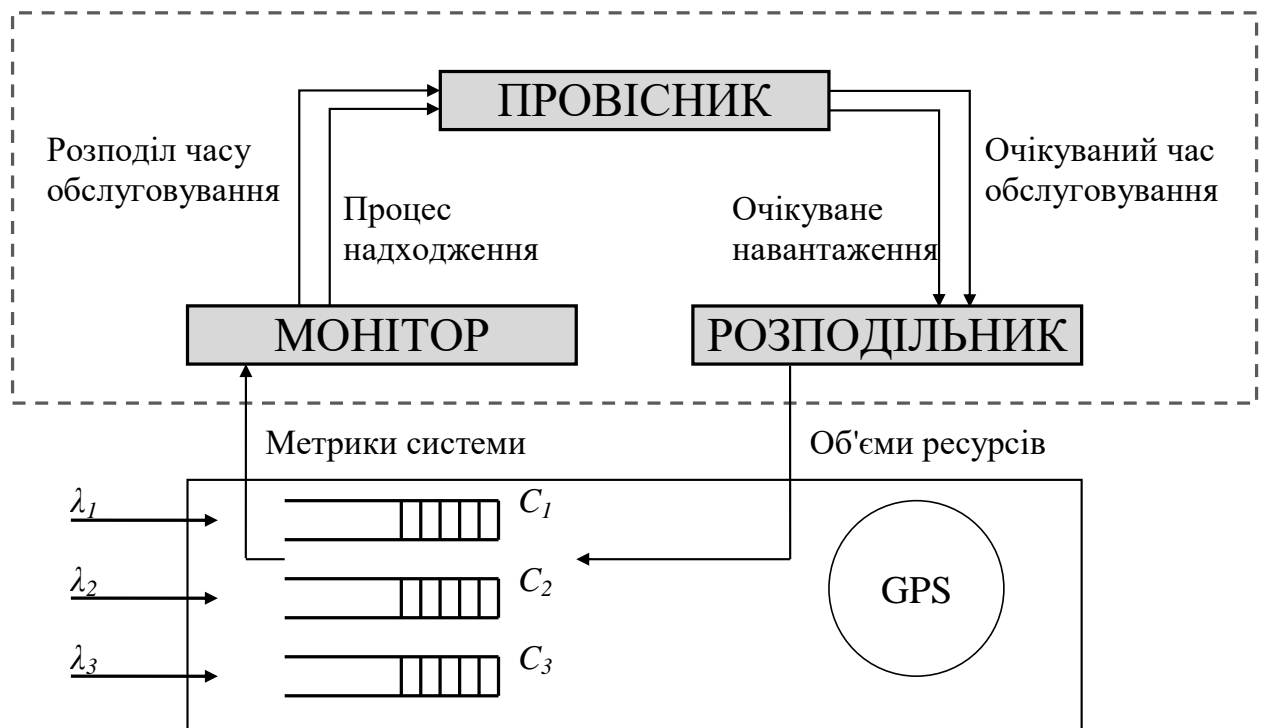 ПРОВІСНИК
Розподіл часу
обслуговування
Очікуваний час
обслуговування
Процес
надходження
Очікуване
навантаження
МОНІТОР
РОЗПОДІЛЬНИК
Метрики системи
Об'єми ресурсів
λ1
C1
λ2
C2
GPS
λ3
C3